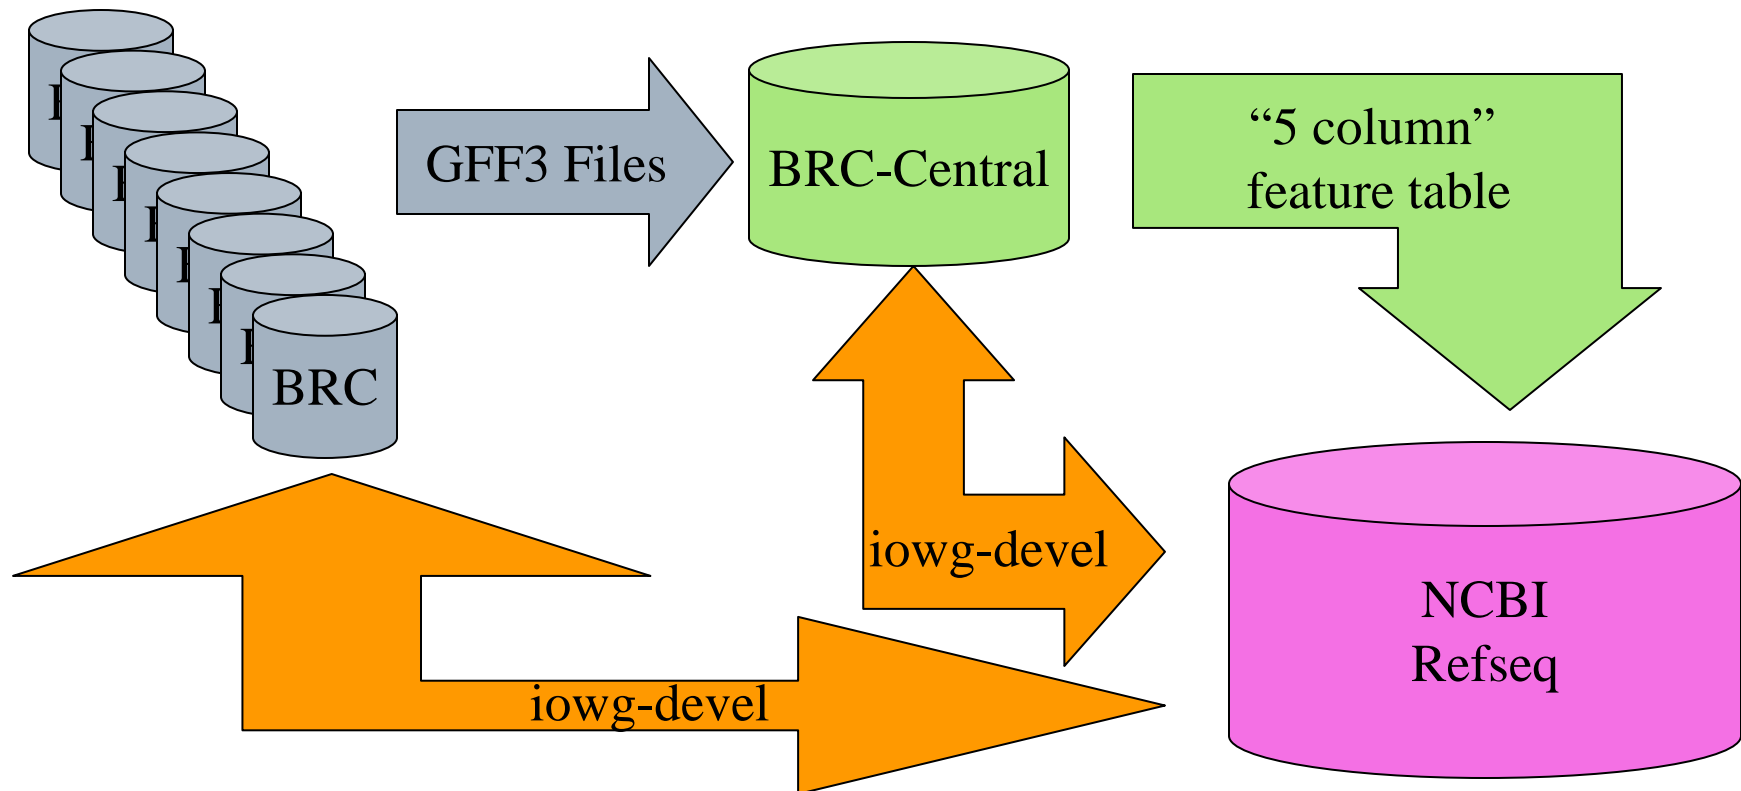 GFF3 Files
BRC-Central
“5 column”
feature table
BRC
iowg-devel
iowg-devel
NCBI
Refseq